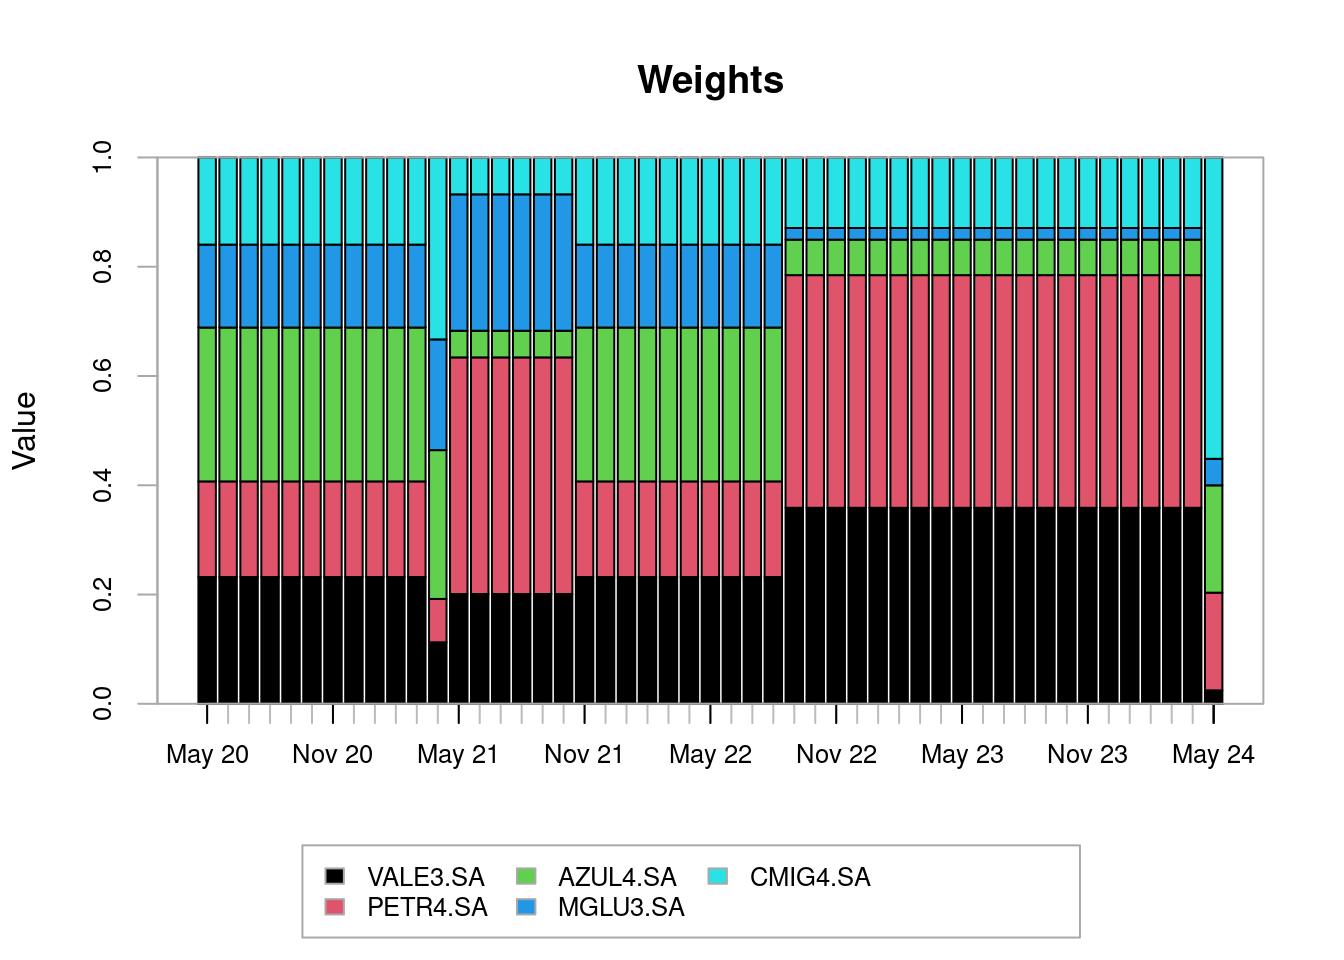 Weights
Value
1.0
0.8
0.6
0.4
0.2
0.0
May 20 Nov 20 May 21 Nov 21 May 22 Nov 22 May 23 Nov 23 May 24
VALE3.SA AZUL4.SA CMIG4.SA
PETR4.SA MGLU3.SA